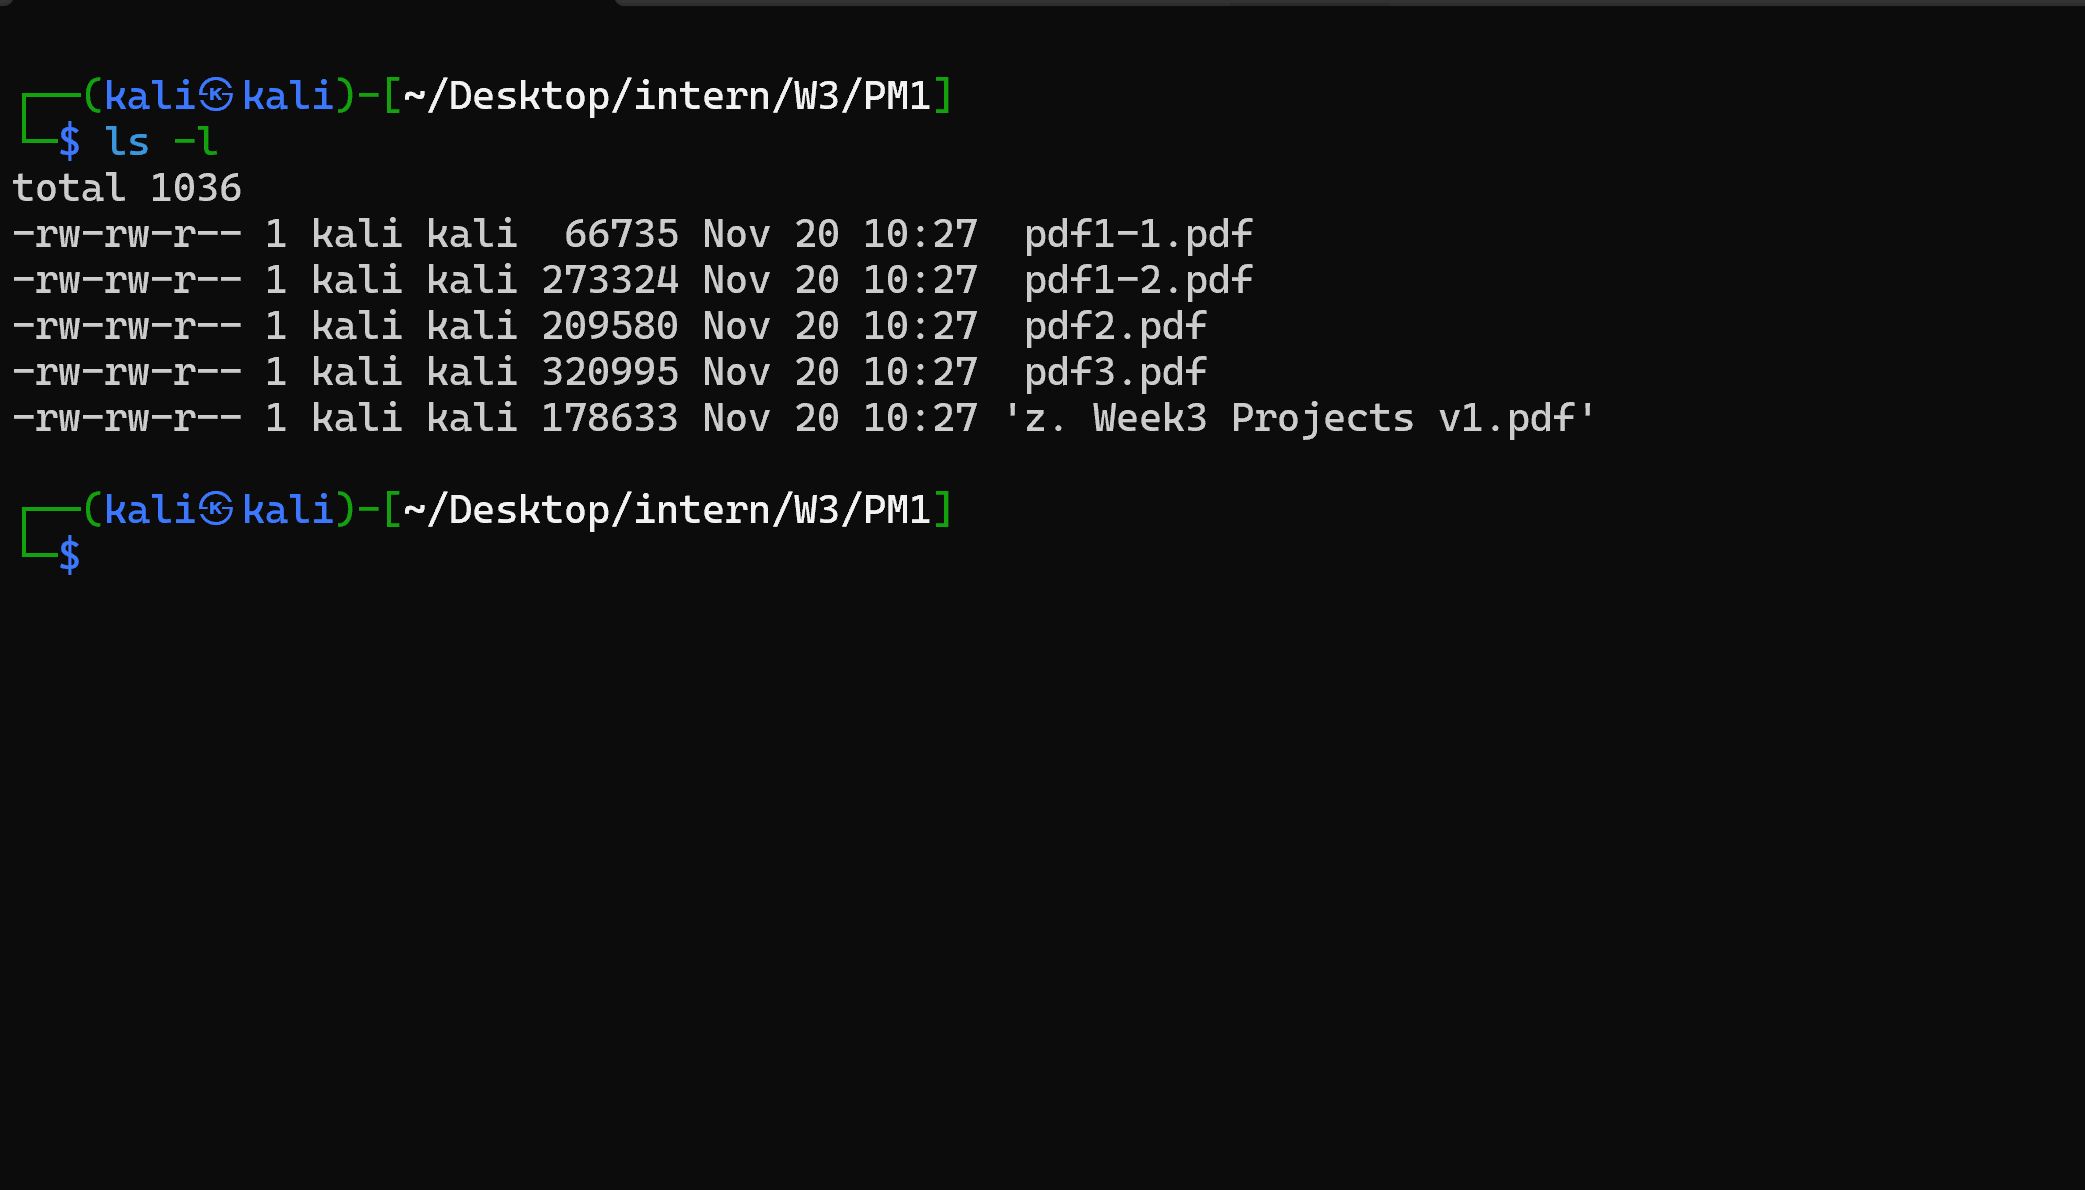 ┌──(kali㉿kali)-[~/Desktop/intern/W3/PM1]
└─$ ls -l
total 1036
-rw-rw-r-- 1 kali kali  66735 Nov 20 10:27  pdf1-1.pdf
-rw-rw-r-- 1 kali kali 273324 Nov 20 10:27  pdf1-2.pdf
-rw-rw-r-- 1 kali kali 209580 Nov 20 10:27  pdf2.pdf
-rw-rw-r-- 1 kali kali 320995 Nov 20 10:27  pdf3.pdf
-rw-rw-r-- 1 kali kali 178633 Nov 20 10:27 'z. Week3 Projects v1.pdf'
┌──(kali㉿kali)-[~/Desktop/intern/W3/PM1]
└─$